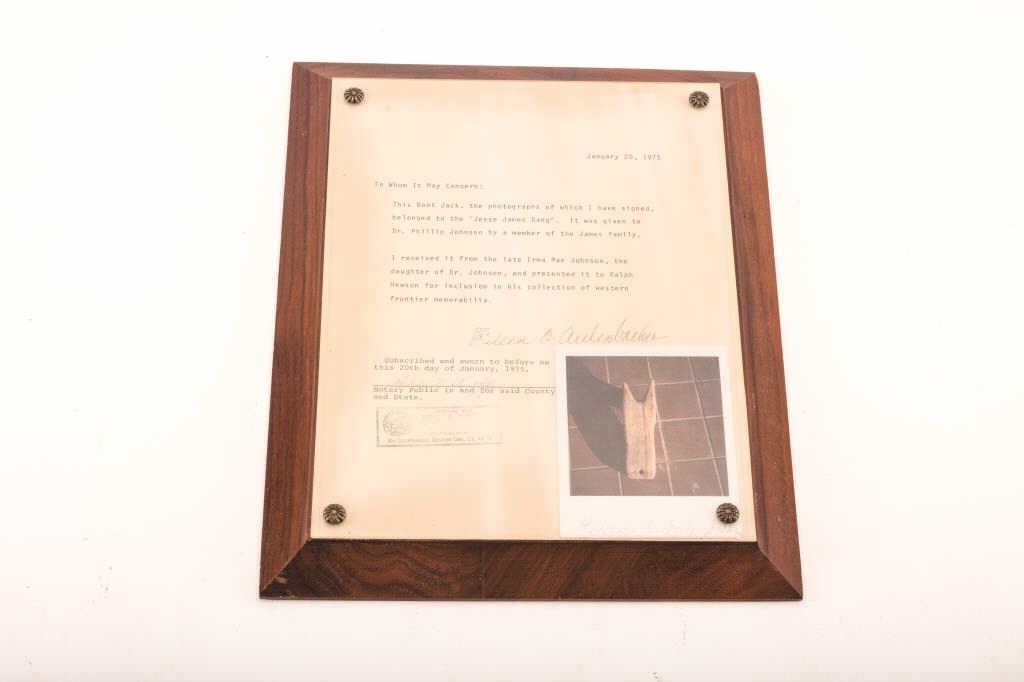 January 20, 1975
To Whom It May Concern:
This Boot Jack, the photographs of which I have signed,
belonged to the "Jesse James Gang". It was given to
Dr. Phillip Johnson by a member of the James family.
I received it from the late Irma Mae Johnson, the
daughter of Dr. Johnson, and presented it to Ralph
for inclusion in his collection of western
frontier memorabilia.
Subscribed and sworn to before me
this 20th day of January, 1975.
Notary Public in and for said County
and State.